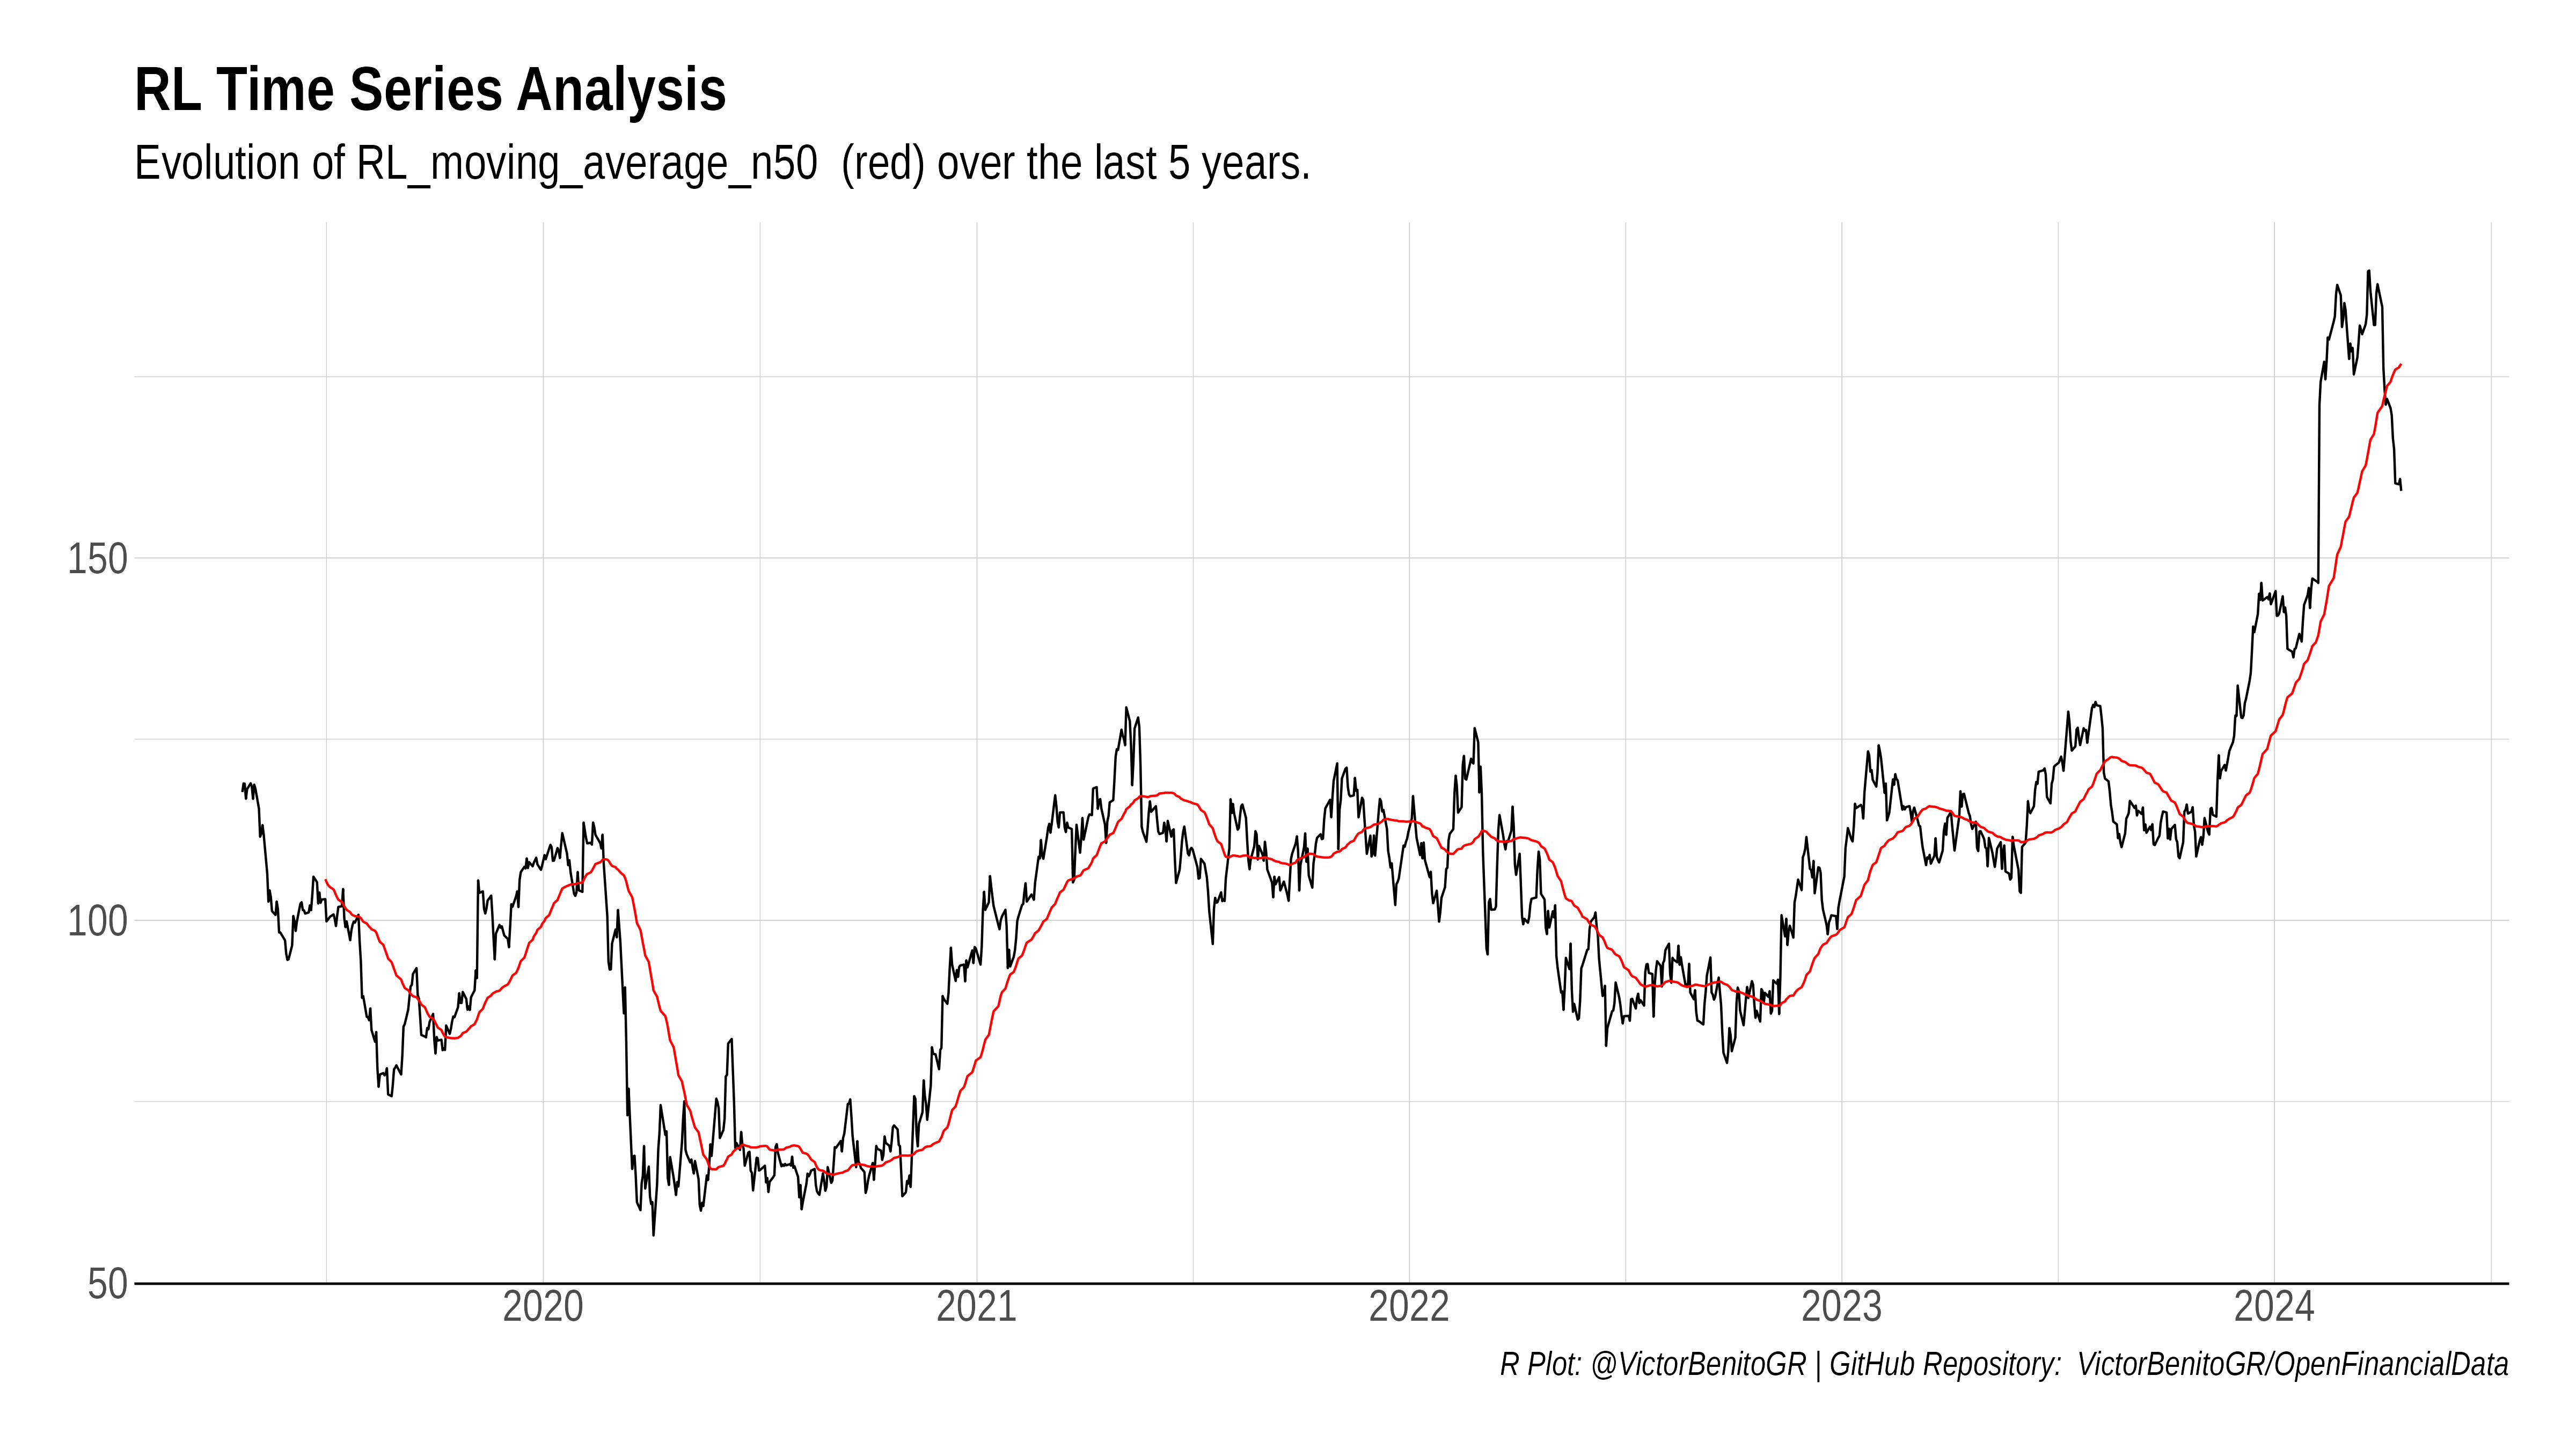 RL Time Series Analysis
Evolution of RL_moving_average_n50  (red) over the last 5 years.
150
100
50
2020 2021 2022 2023 2024
R Plot: @VictorBenitoGR | GitHub Repository:  VictorBenitoGR/OpenFinancialData